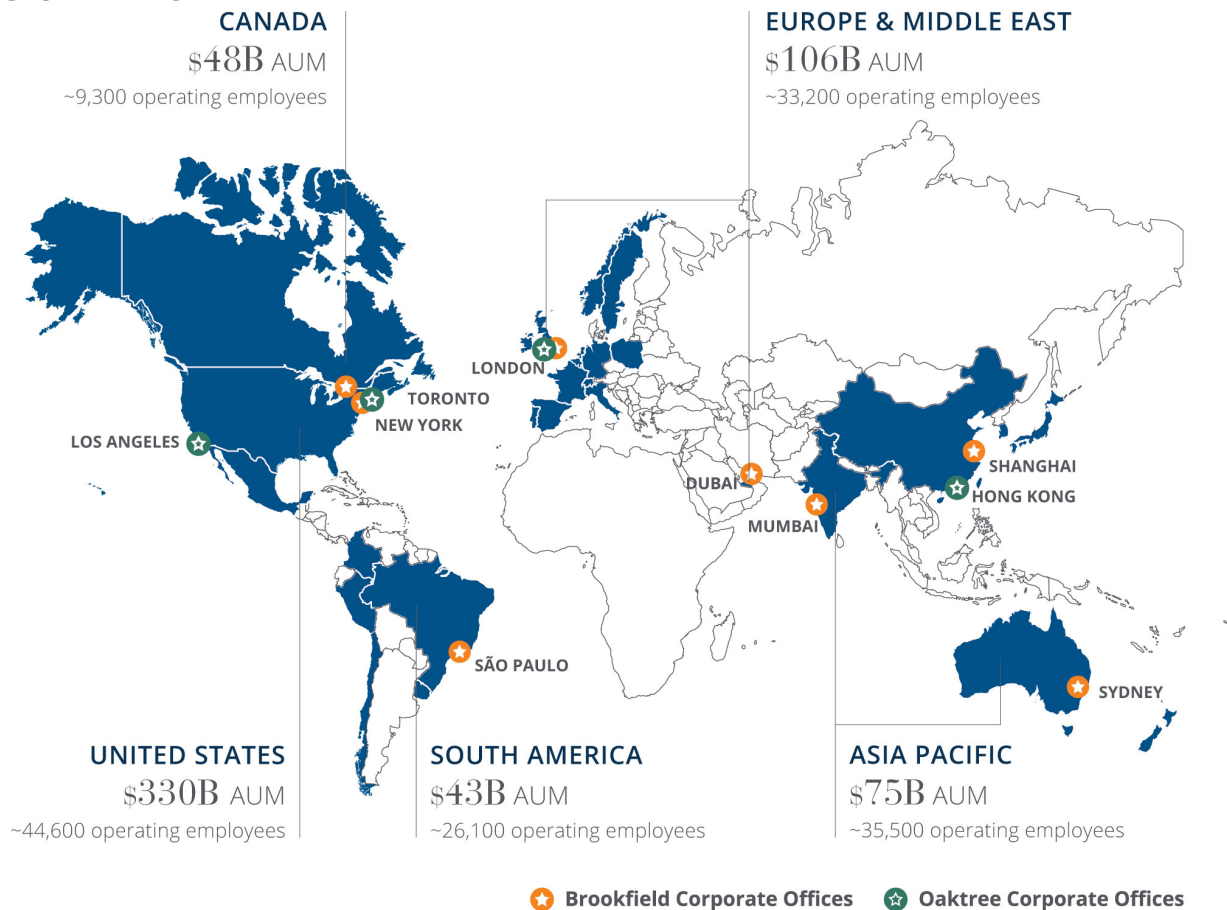 CANADA
$48B AUM
~9,300 operating employees
EUROPE & MIDDLE EAST
$106B AUM
~33,200 operating employees
LONDON
TORONTO
NEW YORK
LOS ANGELES
SHANGHAI
DUBAI
HONG KONG
MUMBAI
SÃO PAULO
SYDNEY
UNITED STATES
$330B AUM
~44,600 operating employees
SOUTH AMERICA
$43B AUM
~26,100 operating employees
ASIA PACIFIC
$75B AUM
~35,500 operating employees
Brookfield Corporate Offices
Oaktree Corporate Offices